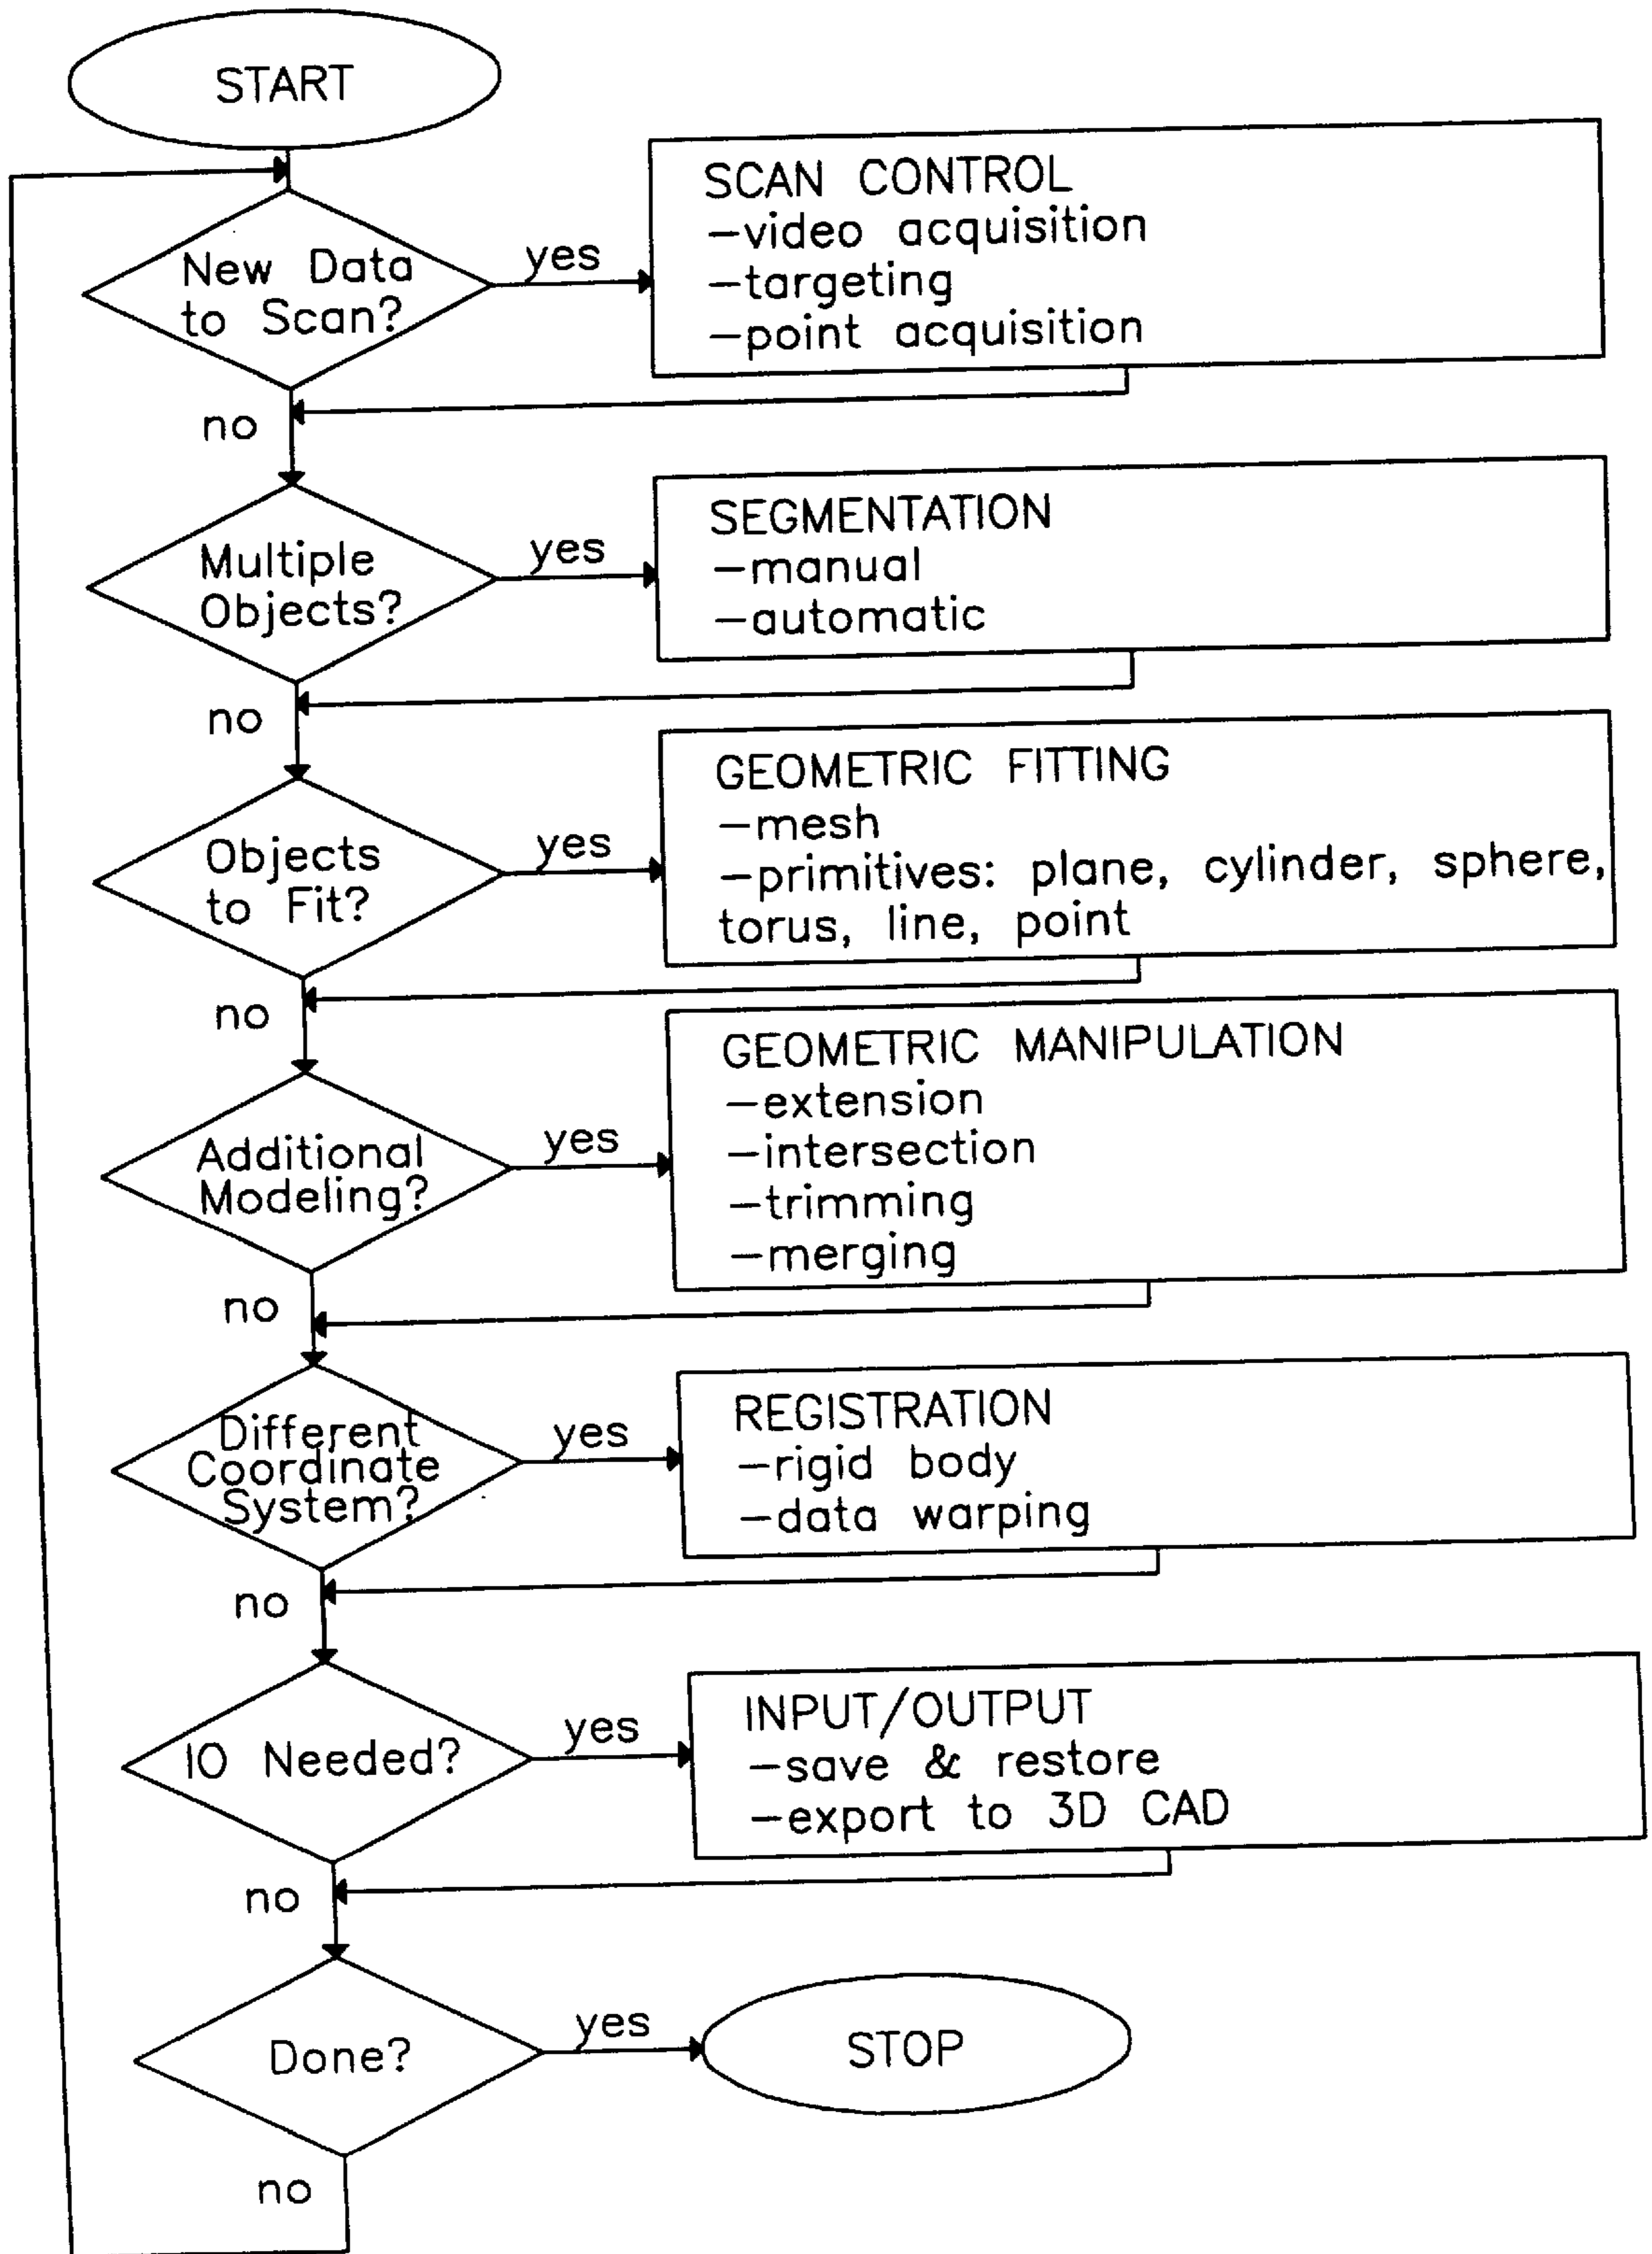 START
New Data
to Scan?
yes
no
SCAN CONTROL
-video acquisition
-targeting
-point acquisition
Multiple
Objects?
yes
no
SEGMENTATION
-manual
-automatic
Objects
to Fit?
yes
no
GEOMETRIC FITTING
-mesh
-primitives: plane, cylinder, sphere,
torus, line, point
Additional
Modeling?
yes
no
GEOMETRIC MANIPULATION
-extension
-intersection
-trimming
-merging
Different
Coordinate
System?
yes
no
REGISTRATION
-rigid body
-data warping
IO Needed?
yes
no
INPUT/OUTPUT
-save & restore
-export to 3D CAD
Done?
yes
no
STOP